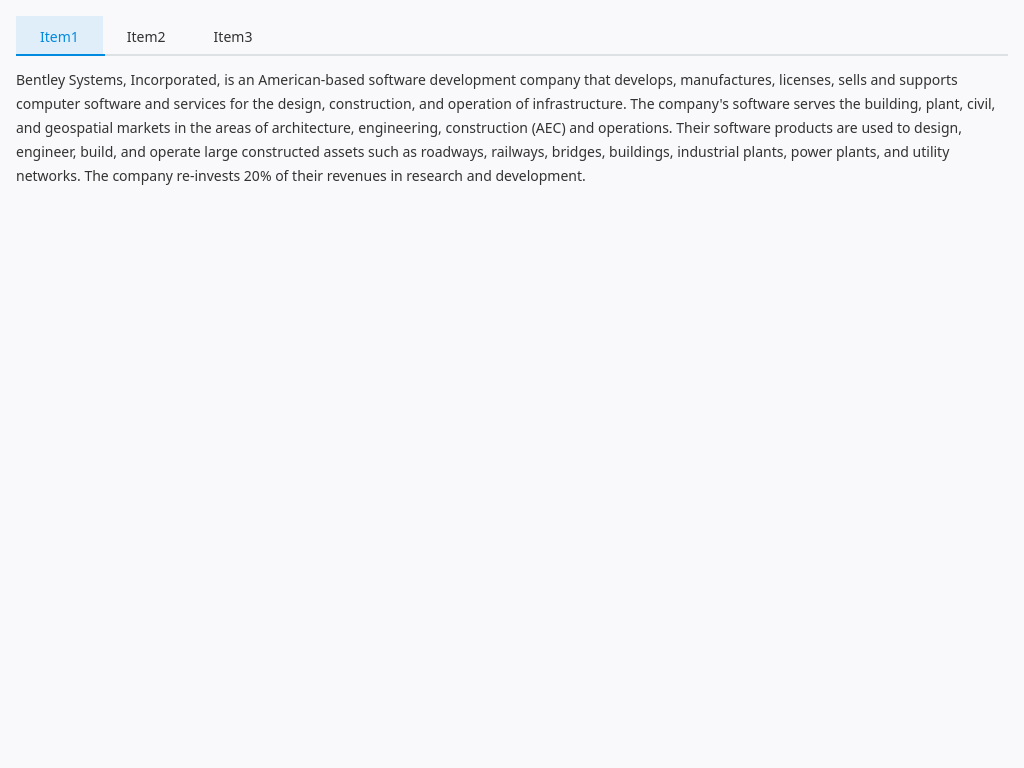 Item1 Item2 Item3
Bentley Systems, Incorporated, is an American-based software development company that develops, manufactures, licenses, sells and supports
computer software and services for the design, construction, and operation of infrastructure. The company's software serves the building, plant, civil,
and geospatial markets in the areas of architecture, engineering, construction (AEC) and operations. Their software products are used to design,
engineer, build, and operate large constructed assets such as roadways, railways, bridges, buildings, industrial plants, power plants, and utility
networks. The company re-invests 20% of their revenues in research and development.